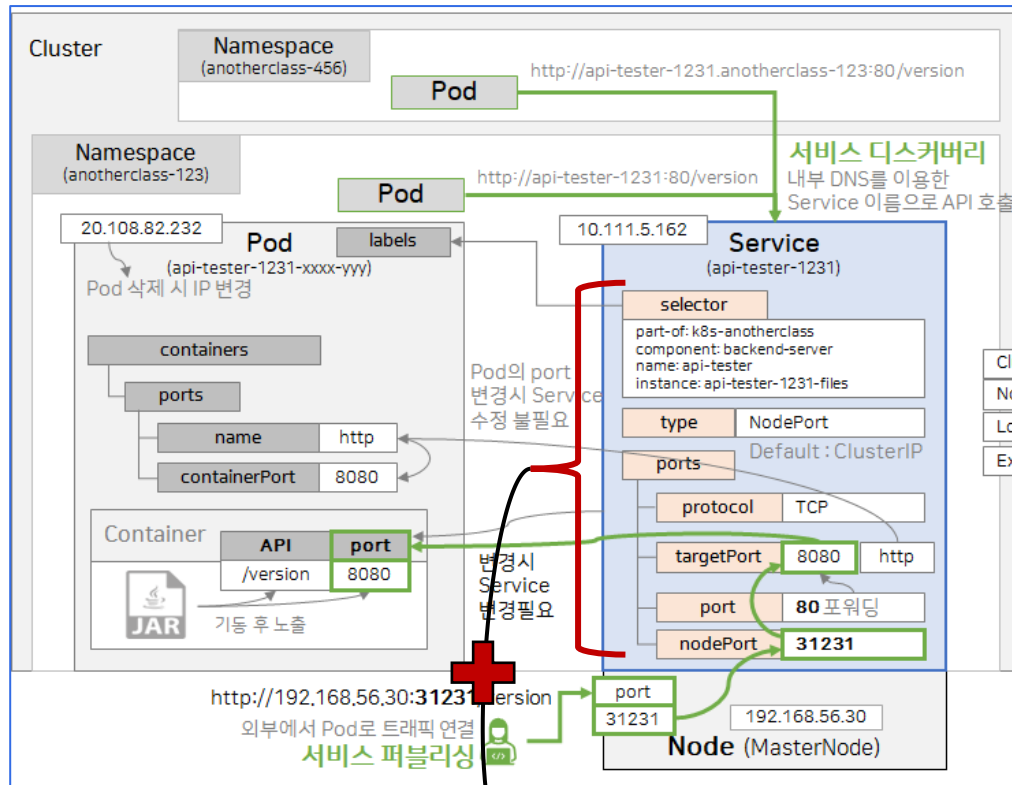 Cluster
Namespace
(anotherclass-456)
Pod
http://api-tester-1231.anotherclass-123:80/version
Namespace
(anotherclass-123)
Pod
http://api-tester-1231:80/version
서비스 디스커버리
내부 DNS를 이용한
Service 이름으로 API 호출
20.108.82.232
Pod
(api-tester-1231-xxxx-yyy)
labels
Pod 삭제 시 IP 변경
containers
ports
name
http
containerPort
8080
Pod의 port
변경시 Service
수정 불필요
Container
API
port
/version
8080
JAR
기동 후 노출
변경시
Service
변경필요
10.111.5.162
Service
(api-tester-1231)
selector
part-of: k8s-anotherclass
component: backend-server
name: api-tester
instance: api-tester-1231-files
type
NodePort
Default : ClusterIP
ports
protocol
TCP
targetPort
8080
http
port
80 포워딩
nodePort
31231
Cl
No
Lo
Ex
http://192.168.56.30:31231/version
외부에서 Pod로 트래픽 연결
서비스 퍼블리싱
port
31231
192.168.56.30
Node (MasterNode)